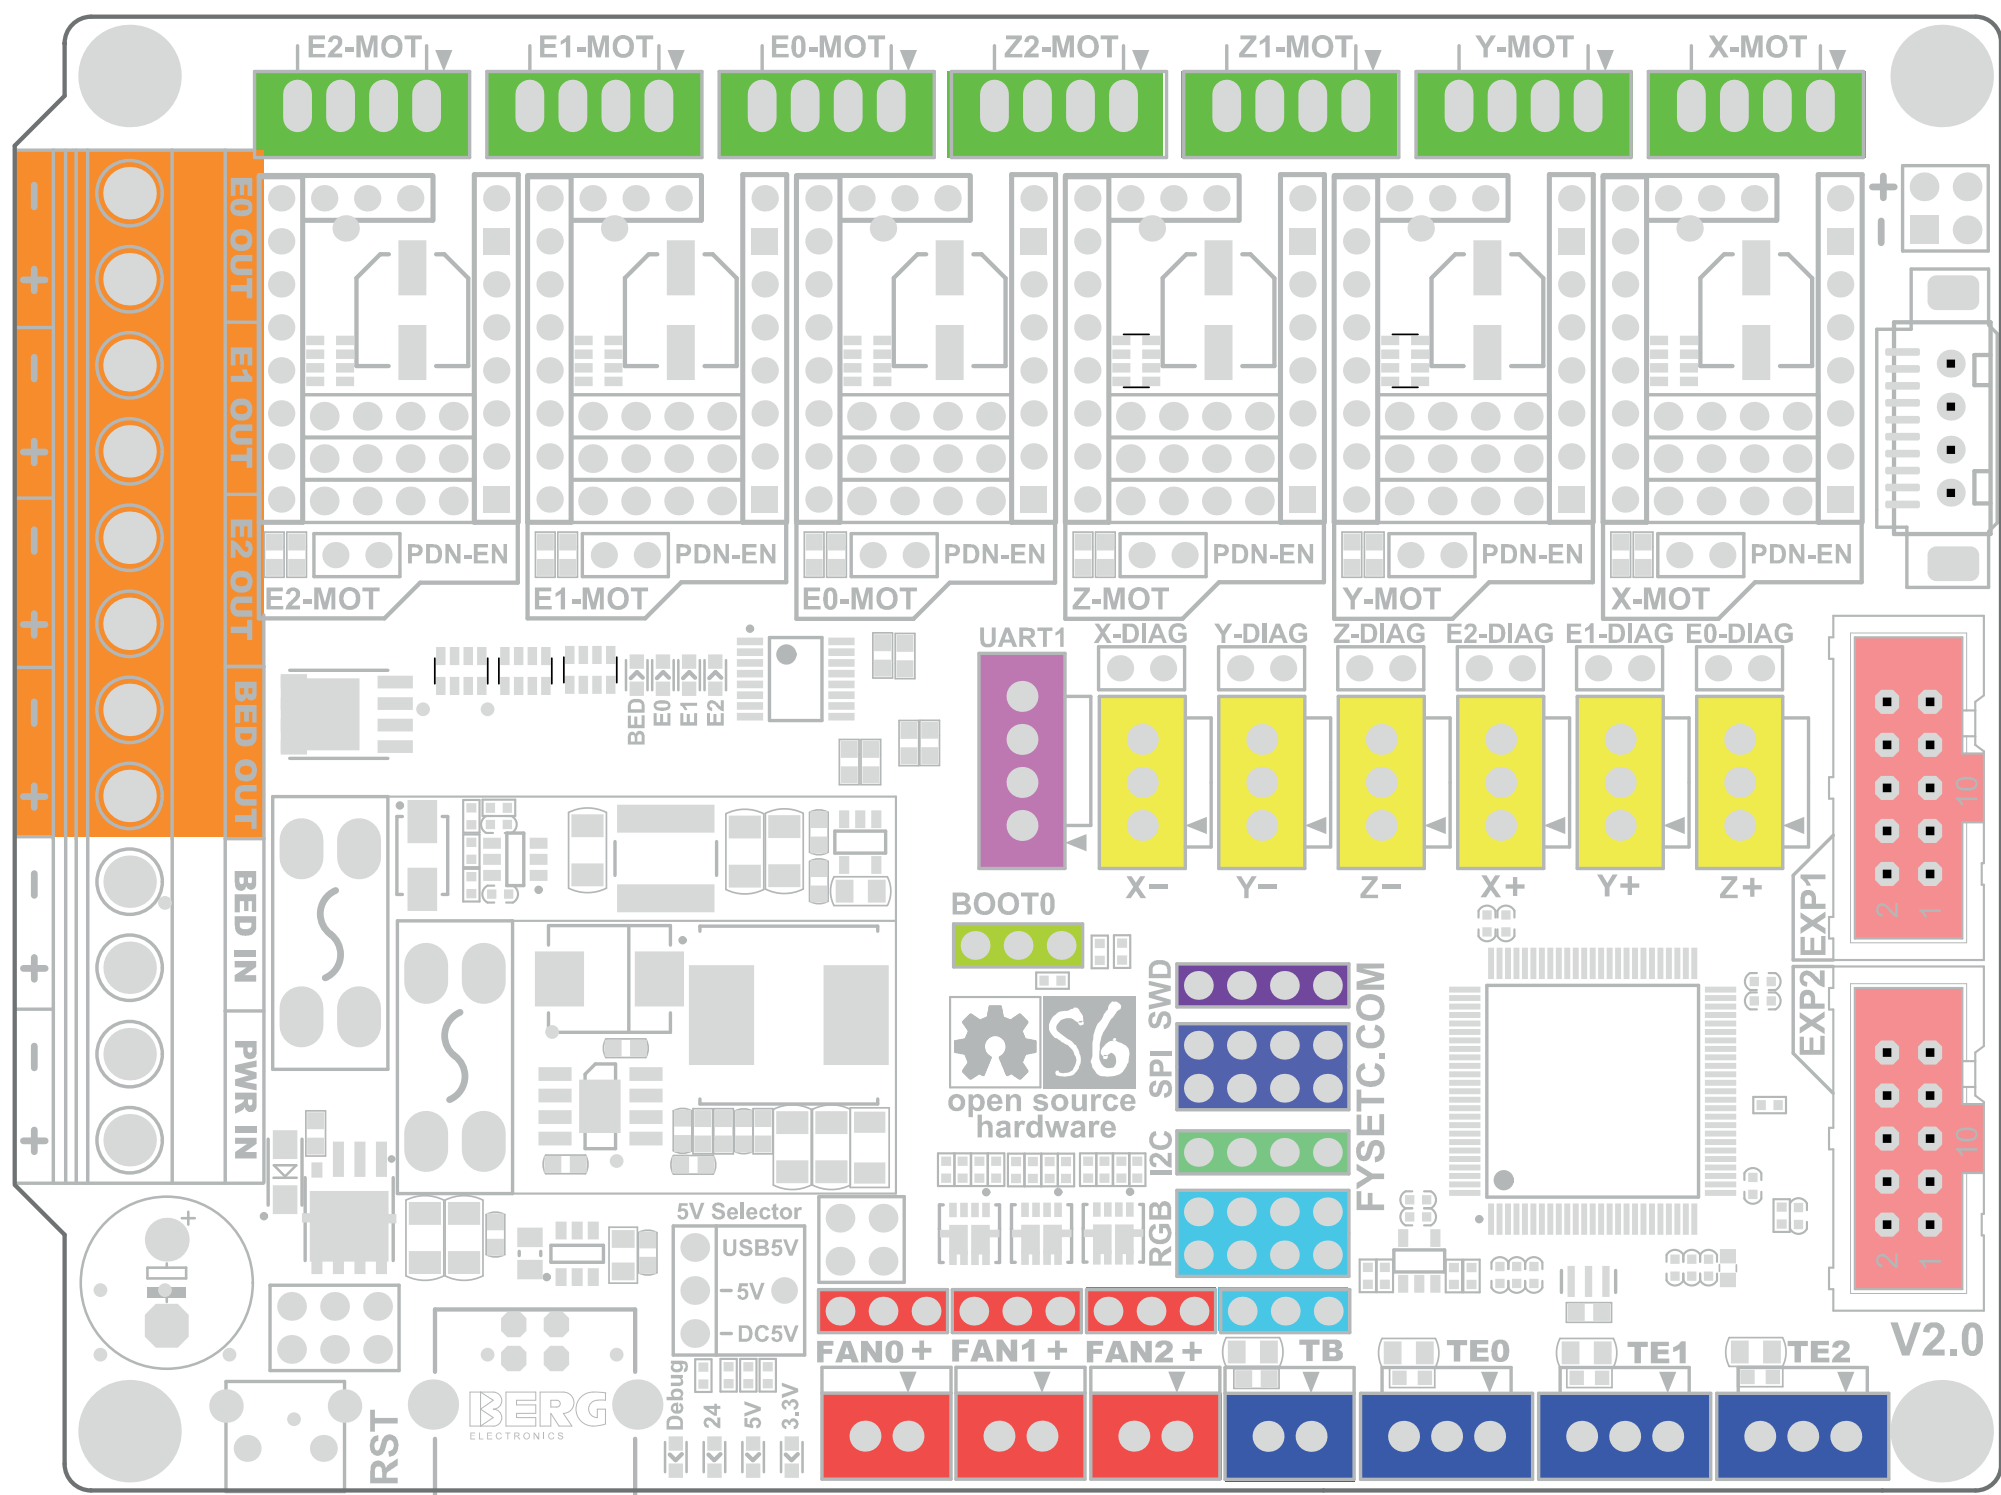 E2-MOT
E1-MOT
E0-MOT
Z2-MOT
Z1-MOT
Y-MOT
X-MOT
E0 OUT
E1 OUT
E2 OUT
BED OUT
BED IN
PWR IN
− + − + − + − + − + − +
+
−
PDN-EN
PDN-EN
PDN-EN
PDN-EN
PDN-EN
PDN-EN
E2-MOT
E1-MOT
E0-MOT
Z-MOT
Y-MOT
X-MOT
UART1
X-DIAG
Y-DIAG
Z-DIAG
E2-DIAG
E1-DIAG
E0-DIAG
BED
E0
E1
E2
X−
Y−
Z−
X+
Y+
Z+
10
2
1
EXP1
BOOT0
SWD
SPI
I2C
RGB
FYSETC.COM
EXP2
10
2
1
S6
open source
hardware
+
5V Selector
USB5V
-5V
-DC5V
FAN0 +
FAN1 +
FAN2 +
TB
TE0
TE1
TE2
V2.0
RST
BERG
ELECTRONICS
Debug
24
5V
3.3V